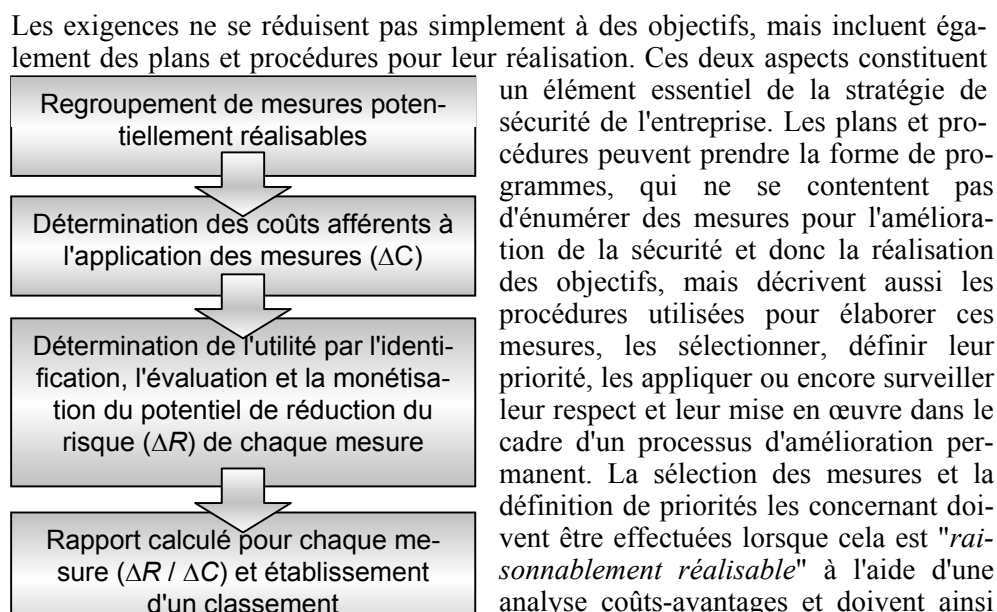 Les exigences ne se réduisent pas simplement à des objectifs, mais incluent éga-
lement des plans et procédures pour leur réalisation. Ces deux aspects constituent
Regroupement de mesures poten-
tiellement réalisables
Détermination des coûts afférents à
l'application des mesures (ΔC)
Détermination de l'utilité par l'identi-
fication, l'évaluation et la monétisa-
tion du potentiel de réduction du
risque (ΔR) de chaque mesure
Rapport calculé pour chaque me-
sure (ΔR / ΔC) et établissement
d'un classement
un élément essentiel de la stratégie de
sécurité de l'entreprise. Les plans et pro-
cédures peuvent prendre la forme de pro-
grammes, qui ne se contentent pas
d'énumérer des mesures pour l'améliora-
tion de la sécurité et donc la réalisation
des objectifs, mais décrivent aussi les
procédures utilisées pour élaborer ces
mesures, les sélectionner, définir leur
priorité, les appliquer ou encore surveiller
leur respect et leur mise en œuvre dans le
cadre d'un processus d'amélioration per-
manent. La sélection des mesures et la
définition de priorités les concernant doi-
vent être effectuées lorsque cela est "rai-
sonnablement réalisable" à l'aide d'une
analyse coûts-avantages et doivent ainsi